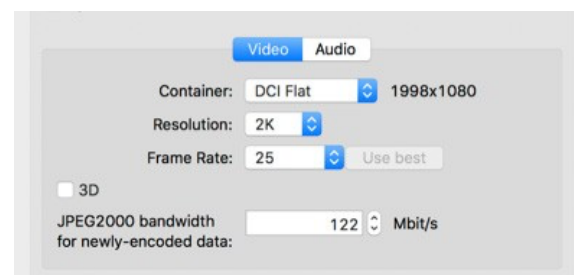 Video Audio
Container: DCI Flat 1998x1080
Resolution: 2K
Frame Rate: 25 Use best
3D
JPEG2000 bandwidth
for newly-encoded data: 122 Mbit/s